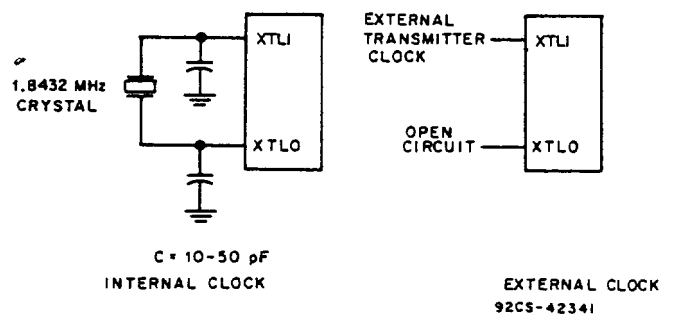 XTLI
1.8432 MHz
CRYSTAL
XTLO
C = 10-50 pF
INTERNAL CLOCK
EXTERNAL
TRANSMITTER
CLOCK
XTLI
OPEN
CIRCUIT
XTLO
EXTERNAL CLOCK
92CS-42341